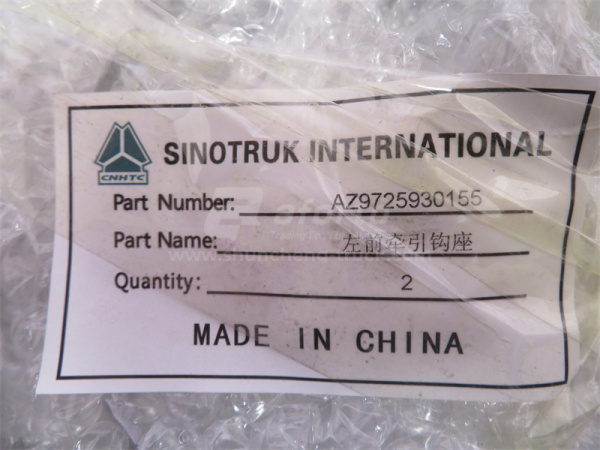 SINOTRUK INTERNATIONAL
CNHTC
Part Number: AZ9725930155
Part Name: 左前牵引钩座
Quantity: 2
MADE IN CHINA